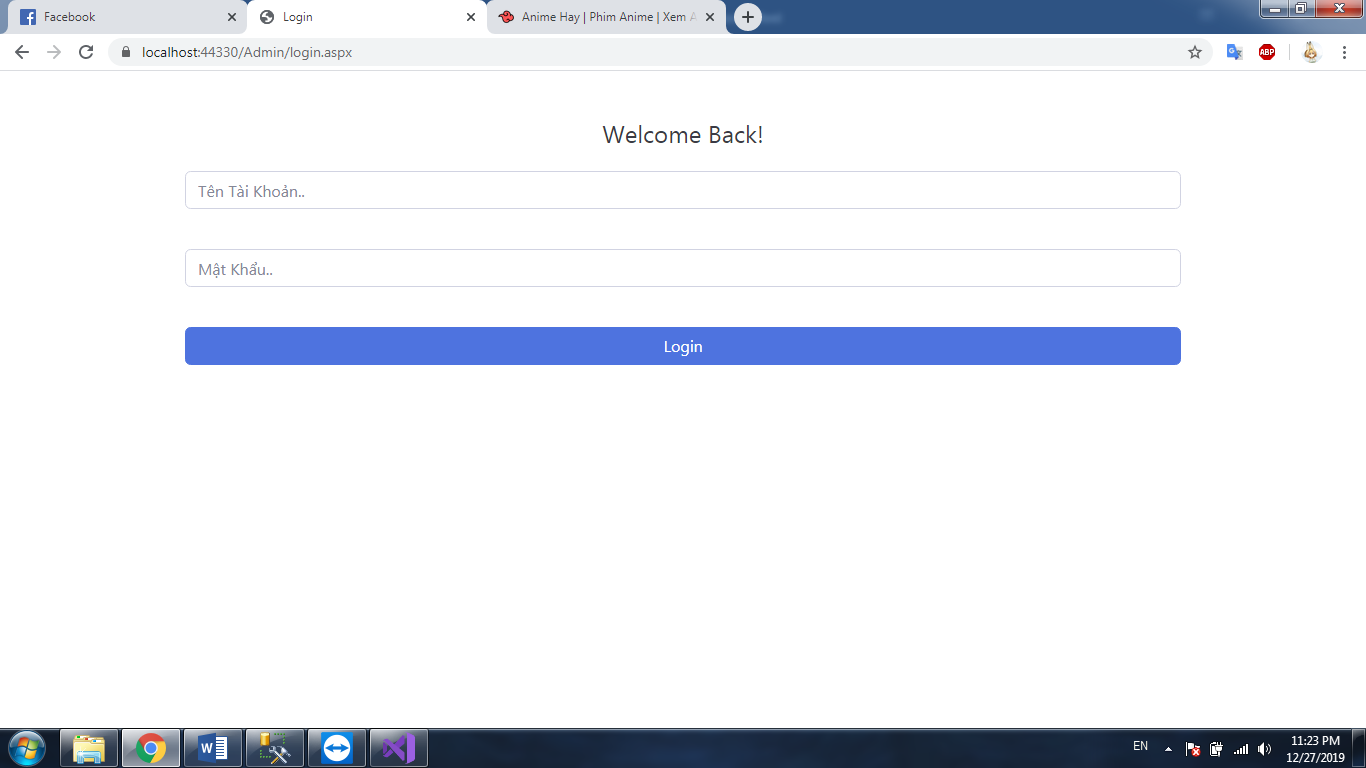 Facebook
Login
Anime Hay | Phim Anime | Xem A
localhost:44330/Admin/login.aspx
ABP
Welcome Back!
Tên Tài Khoản..
Mật Khẩu..
Login
EN
11:23 PM
12/27/2019